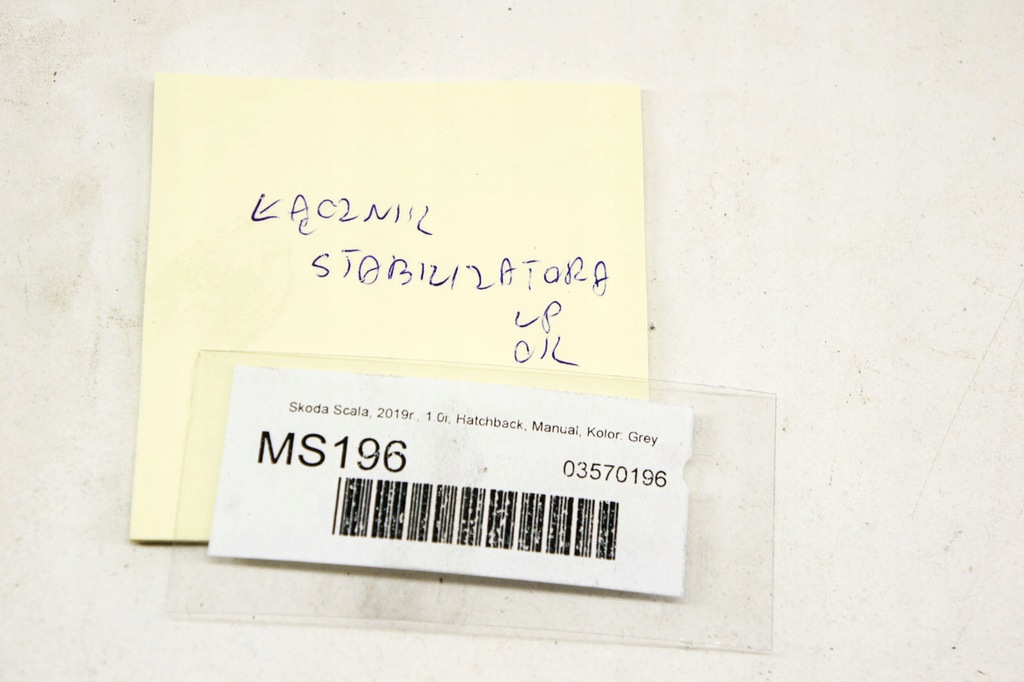 ŁĄCZNIK
STABILIZATORA
LP
OK
Skoda Scala, 2019r., 1.0i, Hatchback, Manual, Kolor: Grey
MS196
03570196